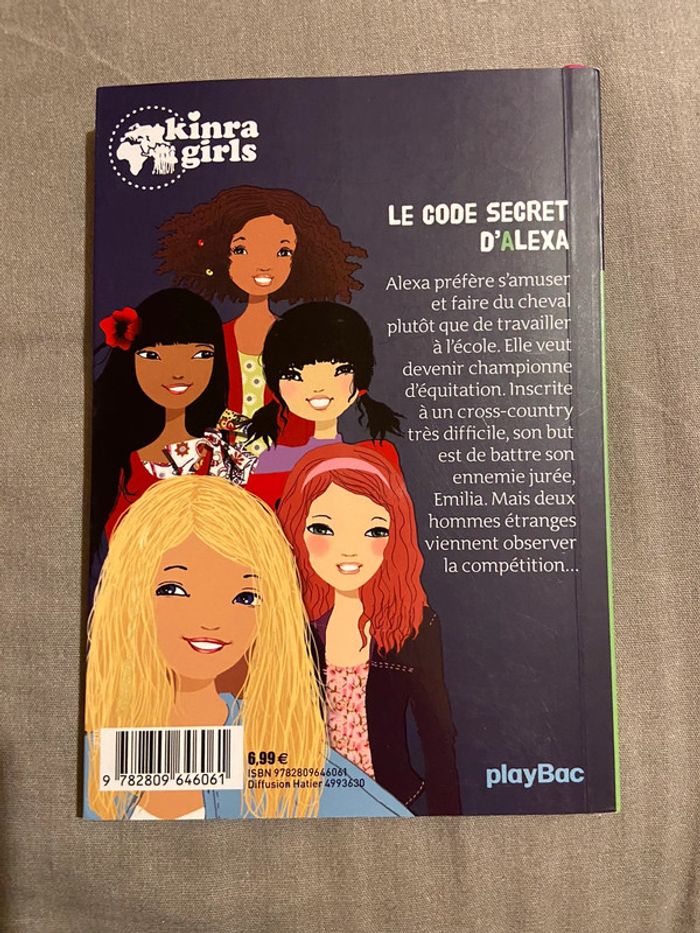 kinra
girls
LE CODE SECRET
D'ALEXA
Alexa préfère s'amuser
et faire du cheval
plutôt que de travailler
à l'école. Elle veut
devenir championne
d'équitation. Inscrite
à un cross-country
très difficile, son but
est de battre son
ennemie jurée,
Emilia. Mais deux
hommes étranges
viennent observer
la compétition...
9 782809 646061
6,99 €
ISBN 9782809646061
Diffusion Hatier 4993630
playBac